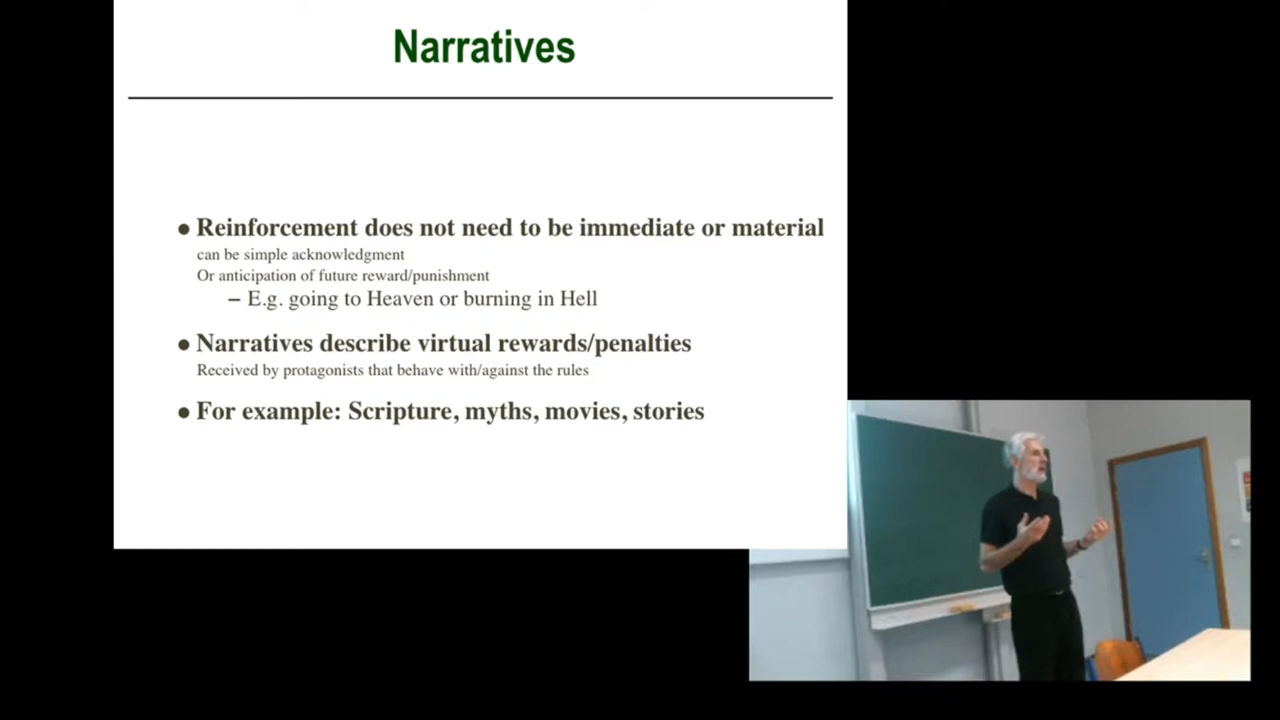 Narratives
● Reinforcement does not need to be immediate or material
can be simple acknowledgment
Or anticipation of future reward/punishment
– E.g. going to Heaven or burning in Hell
● Narratives describe virtual rewards/penalties
Received by protagonists that behave with/against the rules
● For example: Scripture, myths, movies, stories